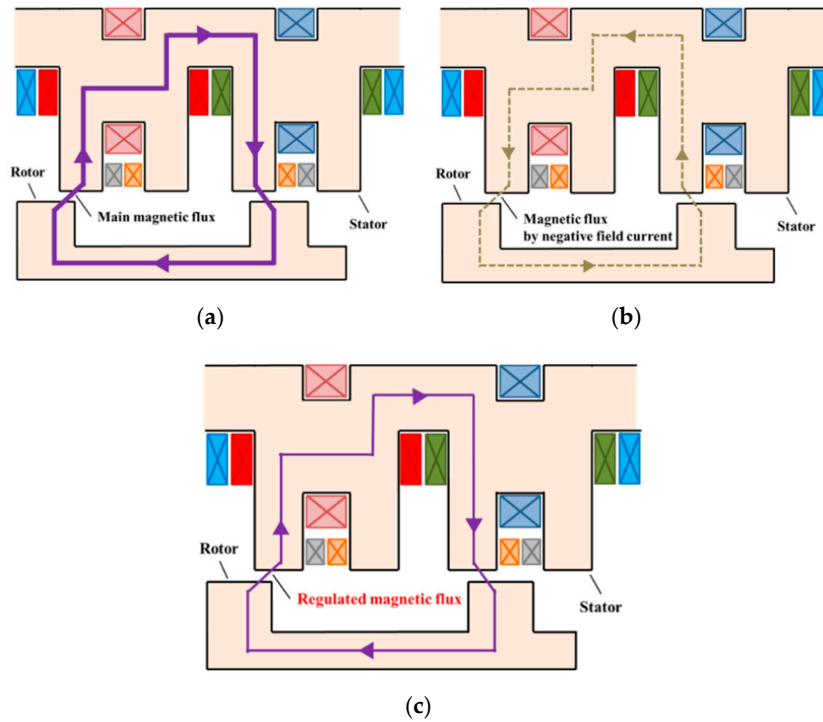 Rotor
Main magnetic flux
Stator
(a)
Rotor
Magnetic flux
by negative field current
Stator
(b)
Rotor
Regulated magnetic flux
Stator
(c)